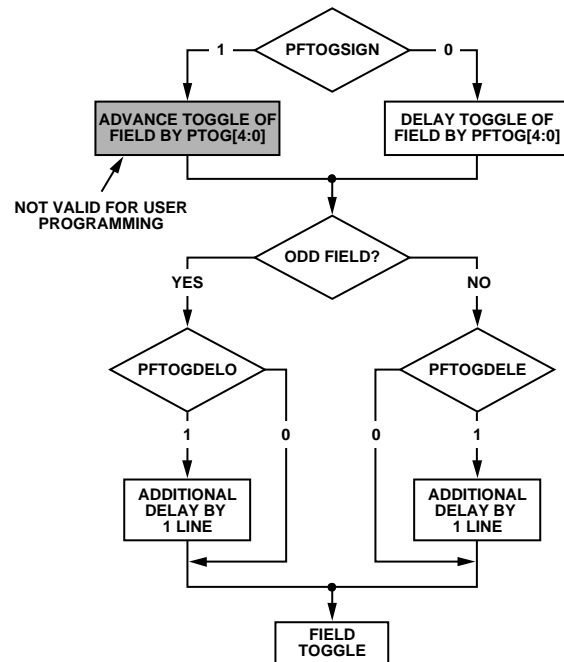 PFTOGSIGN
1
0
ADVANCE TOGGLE OF
FIELD BY PTOG[4:0]
DELAY TOGGLE OF
FIELD BY PFTOG[4:0]
NOT VALID FOR USER
PROGRAMMING
ODD FIELD?
YES
NO
PFTOGDELO
PFTOGDELE
1
0
0
1
ADDITIONAL
DELAY BY
1 LINE
ADDITIONAL
DELAY BY
1 LINE
FIELD
TOGGLE